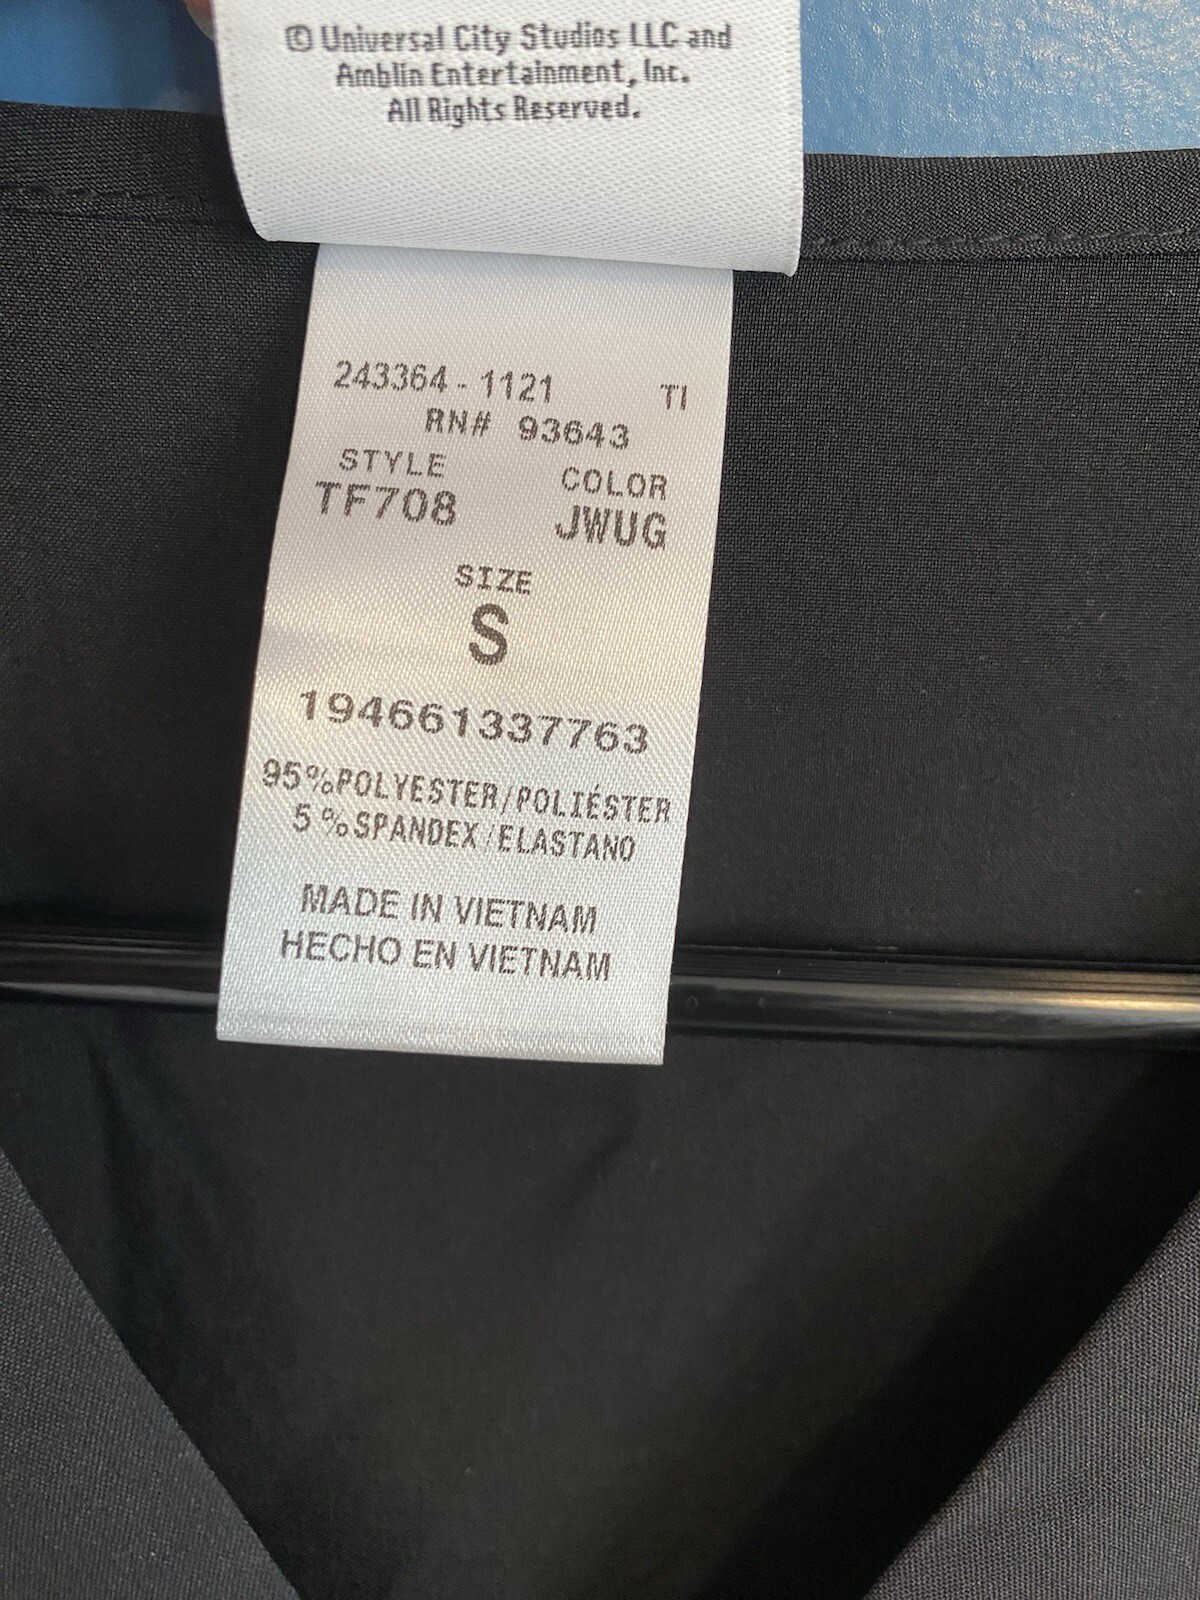 © Universal City Studios LLC and
Amblin Entertainment, Inc.
All Rights Reserved.
243364 - 1121 TI
RN# 93643
STYLE COLOR
TF708 JWUG
SIZE
S
194661337763
95%POLYESTER/POLIÉSTER
5%SPANDEX/ELASTANO
MADE IN VIETNAM
HECHO EN VIETNAM